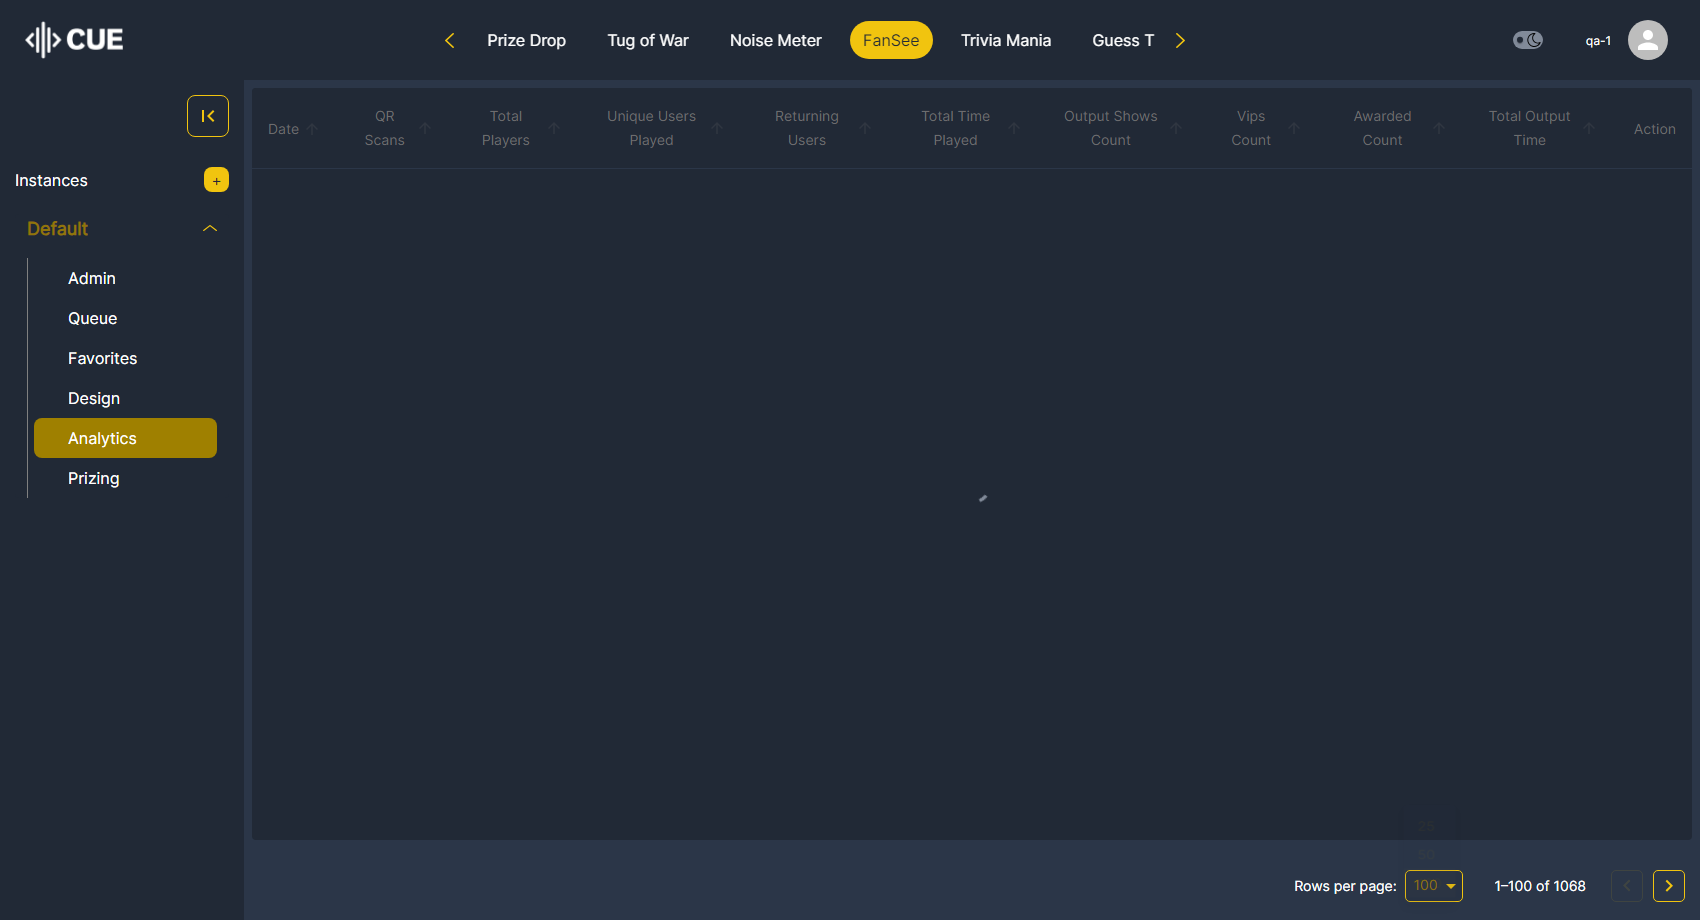 CUE
Prize Drop
Tug of War
Noise Meter
FanSee
Trivia Mania
Guess T
qa-1
Instances
+
Default
Admin
Queue
Favorites
Design
Analytics
Prizing
Date
QR
Scans
Total
Players
Unique Users
Played
Returning
Users
Total Time
Played
Output Shows
Count
Vips
Count
Awarded
Count
Total Output
Time
Action
25
50
Rows per page:
100
1–100 of 1068